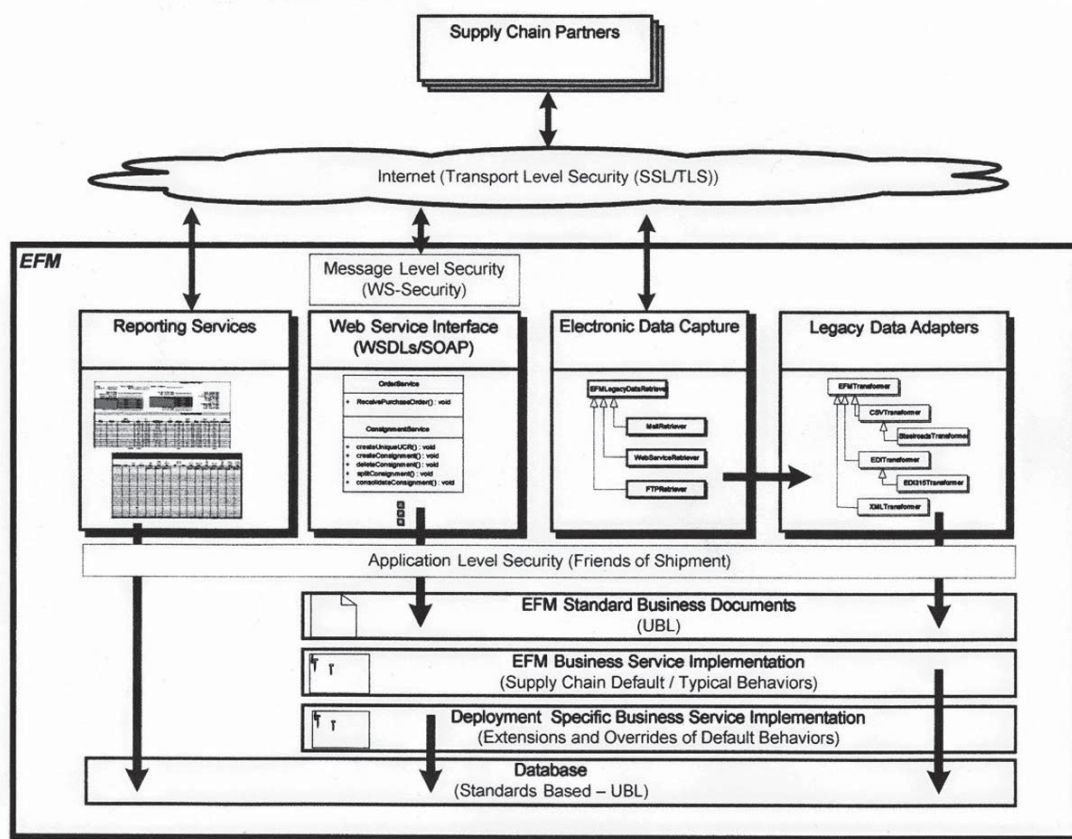 Supply Chain Partners
Internet (Transport Level Security (SSL/TLS))
EFM
Message Level Security
(WS-Security)
Reporting Services
Web Service Interface
(WSDLs/SOAP)
OrderService
+ ReceivePurchaseOrder() : void
ConsignmentService
+ createUniqueUCR() : void
+ createConsignment() : void
+ deleteConsignment() : void
+ splitConsignment() : void
+ consolidateConsignment() : void
Electronic Data Capture
EFMLegacyDataRetriever
MailRetriever
WebServiceRetriever
FTPRetriever
Legacy Data Adapters
EFMTransformer
CSVTransformer
EDITransformer
EDI315Transformer
XMLTransformer
Application Level Security (Friends of Shipment)
EFM Standard Business Documents
(UBL)
EFM Business Service Implementation
(Supply Chain Default / Typical Behaviors)
Deployment Specific Business Service Implementation
(Extensions and Overrides of Default Behaviors)
Database
(Standards Based – UBL)